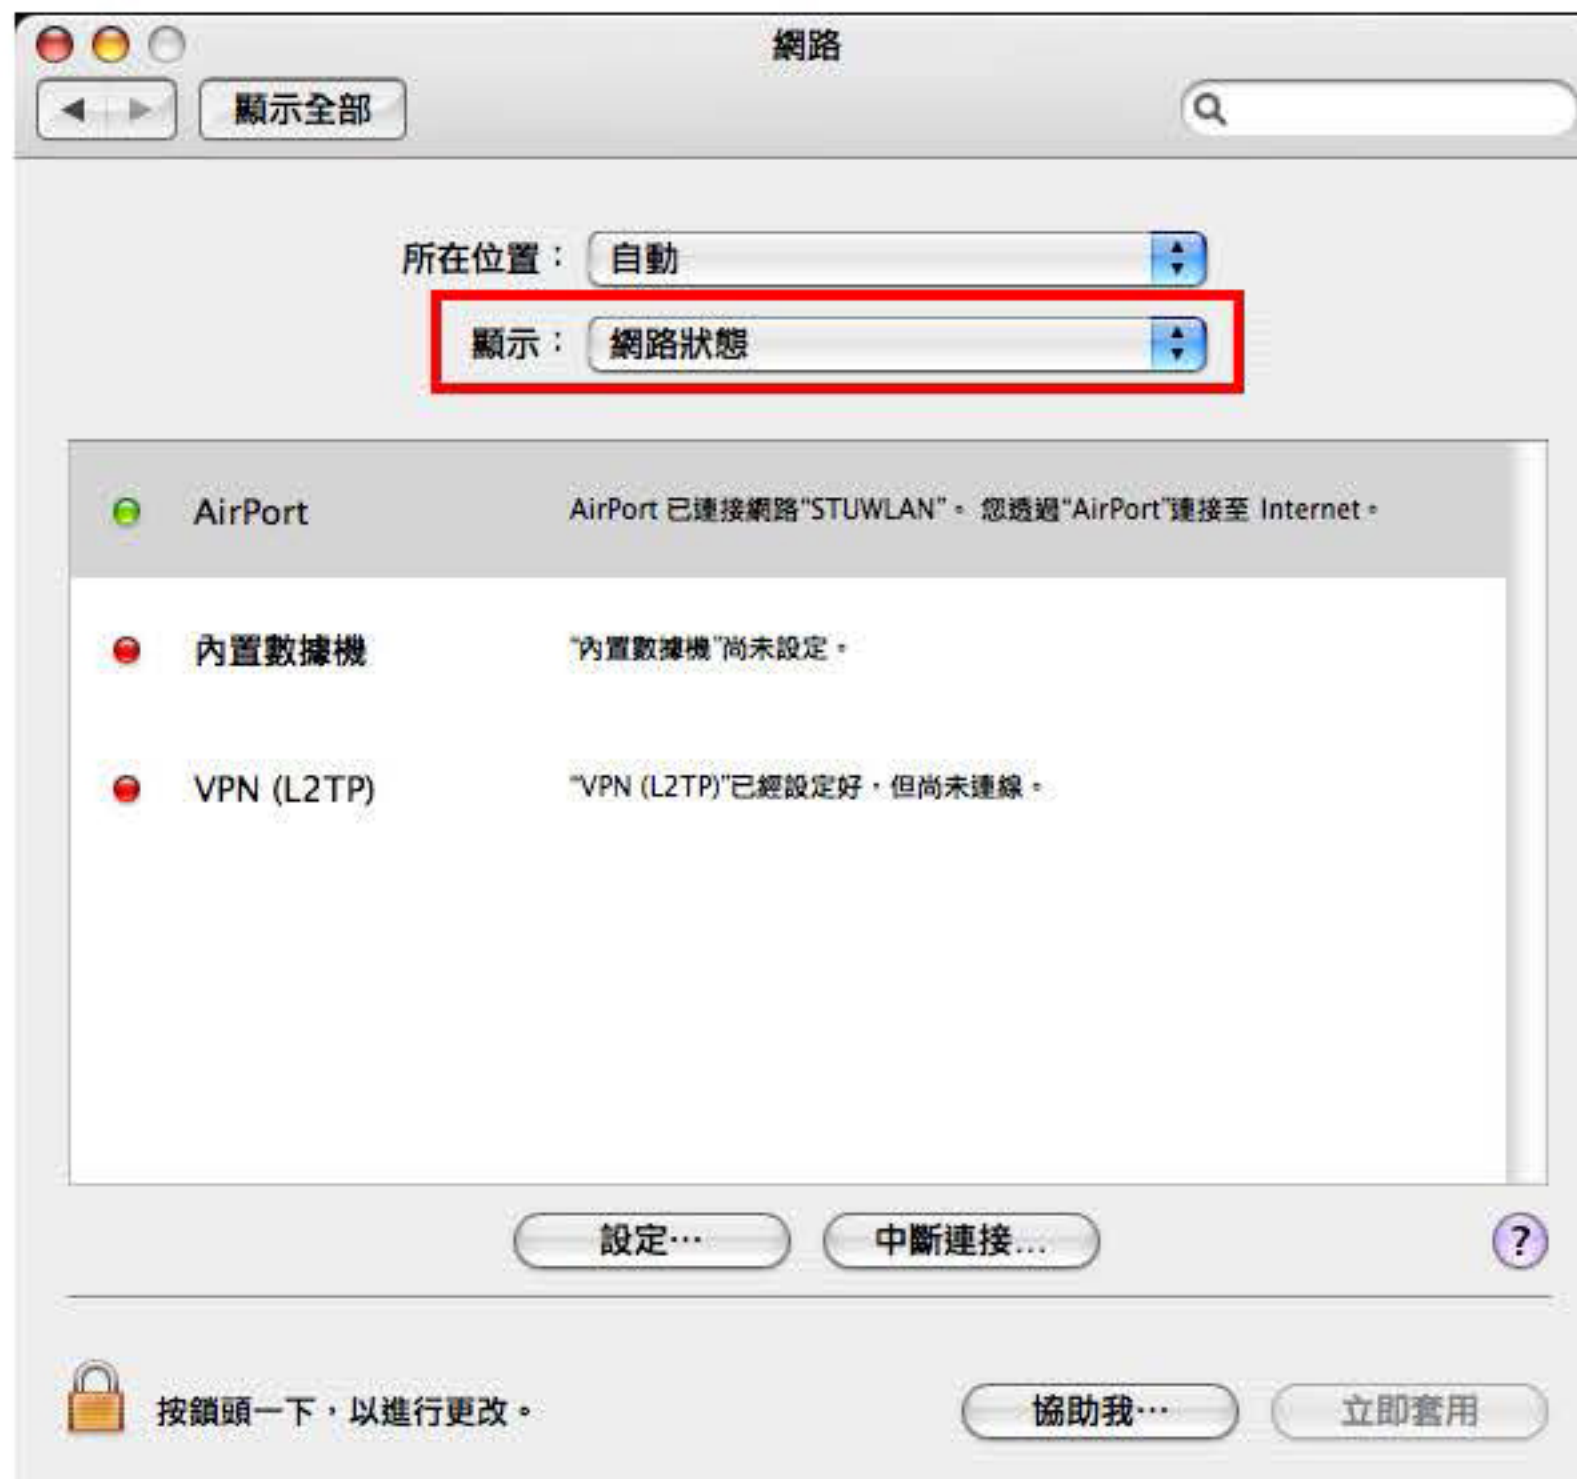 網路
顯示全部
所在位置：自動
顯示：網路狀態
AirPort AirPort 已連接網路“STUWLAN”。 您透過“AirPort”連接至 Internet。
內置數據機 “內置數據機”尚未設定。
VPN (L2TP) “VPN (L2TP)”已經設定好，但尚未連線。
設定… 中斷連接... ?
按鎖頭一下，以進行更改。 協助我… 立即套用